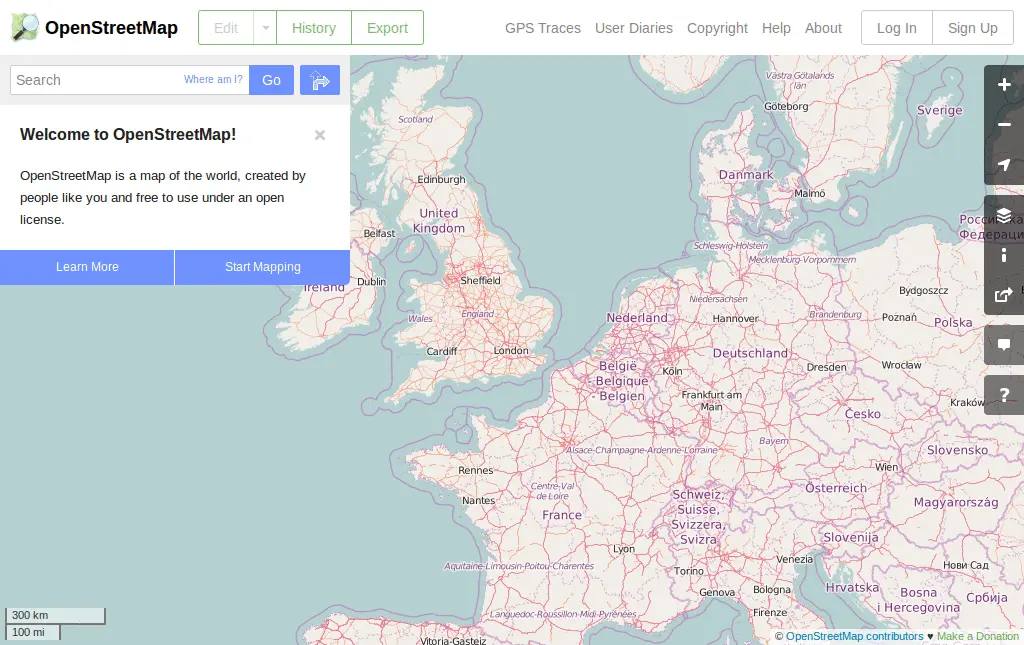 OpenStreetMap
Edit
History
Export
GPS Traces
User Diaries
Copyright
Help
About
Log In
Sign Up
Search
Where am I?
Go
Welcome to OpenStreetMap!
×
OpenStreetMap is a map of the world, created by
people like you and free to use under an open
license.
Learn More
Start Mapping
Scotland
Edinburgh
United
Kingdom
Belfast
Dublin
Ireland
Sheffield
Wales
England
Cardiff
London
Västra Götalands
län
Göteborg
Sverige
Danmark
Malmö
Schleswig-Holstein
Mecklenburg-Vorpommern
Niedersachsen
Nederland
Hannover
Brandenburg
Bydgoszcz
Poznań
Polska
België
- Belgique
- Belgien
Köln
Deutschland
Dresden
Wrocław
Frankfurt am
Main
Kraków
Česko
Bayern
Alsace-Champagne-Ardenne-Lorraine
Slovensko
Rennes
Wien
Centre-Val
de Loire
Nantes
France
Schweiz,
Suisse,
Svizzera,
Svizra
Österreich
Magyarország
Slovenija
Lyon
Torino
Venezia
Нови Сад
Aquitaine-Limousin-Poitou-Charentes
Genova
Bologna
Hrvatska
Bosna
i Hercegovina
Србија
Languedoc-Roussillon-Midi-Pyrénées
Firenze
Vitoria-Gasteiz
300 km
100 mi
?
© OpenStreetMap contributors ♥ Make a Donation